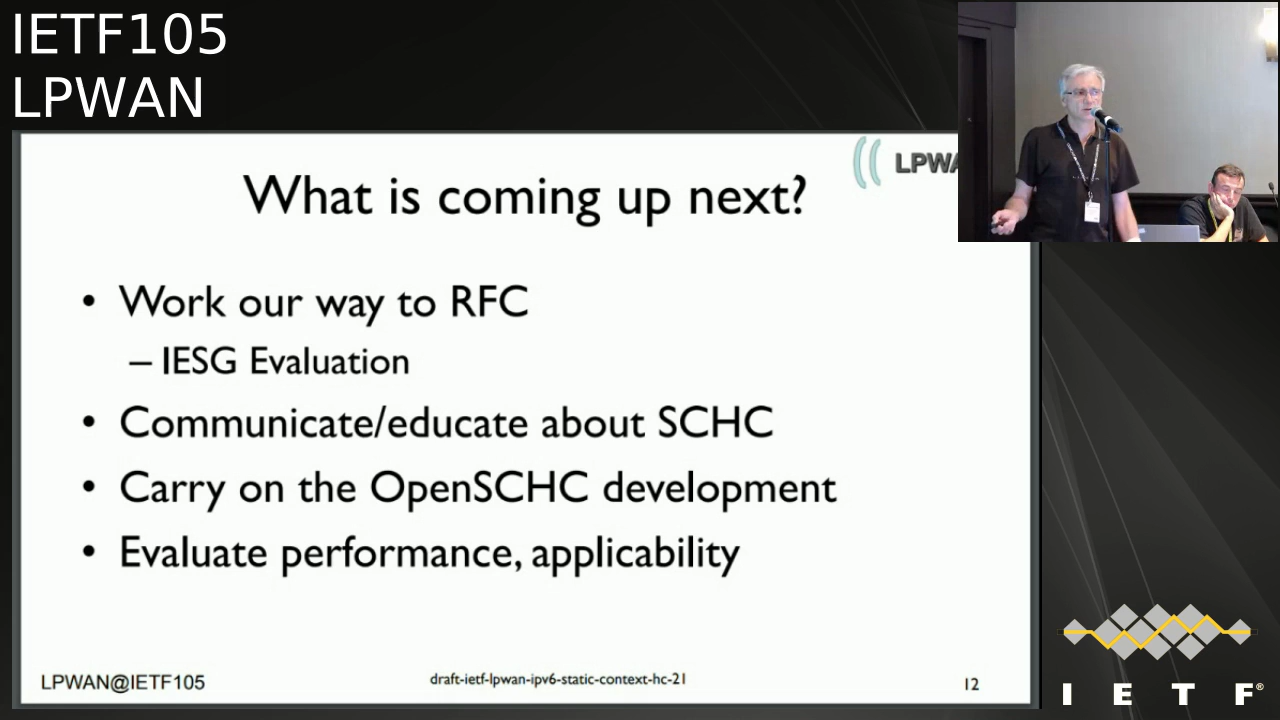 IETF105
LPWAN
LPWA
What is coming up next?
• Work our way to RFC
– IESG Evaluation
• Communicate/educate about SCHC
• Carry on the OpenSCHC development
• Evaluate performance, applicability
LPWAN@IETF105
draft-ietf-lpwan-ipv6-static-context-hc-21
12
I E T F®